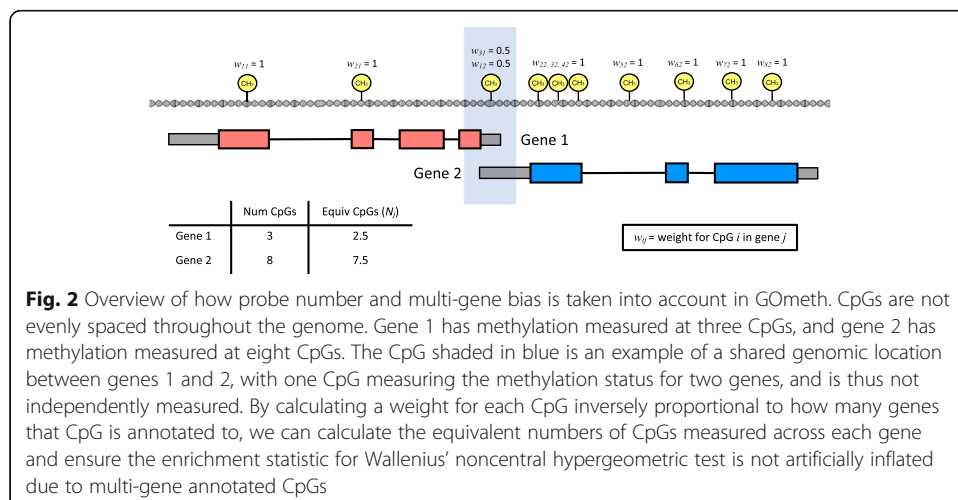 w11 = 1
w21 = 1
w31 = 0.5
w12 = 0.5
w22, 32, 42 = 1
w52 = 1
w62 = 1
w72 = 1
w82 = 1
CH₃ CH₃ CH₃ CH₃ CH₃ CH₃ CH₃ CH₃ CH₃ CH₃
Gene 1
Gene 2
Num CpGs Equiv CpGs (Nj)
Gene 1 3 2.5
Gene 2 8 7.5
wij = weight for CpG i in gene j
Fig. 2 Overview of how probe number and multi-gene bias is taken into account in GOmeth. CpGs are not
evenly spaced throughout the genome. Gene 1 has methylation measured at three CpGs, and gene 2 has
methylation measured at eight CpGs. The CpG shaded in blue is an example of a shared genomic location
between genes 1 and 2, with one CpG measuring the methylation status for two genes, and is thus not
independently measured. By calculating a weight for each CpG inversely proportional to how many genes
that CpG is annotated to, we can calculate the equivalent numbers of CpGs measured across each gene
and ensure the enrichment statistic for Wallenius' noncentral hypergeometric test is not artificially inflated
due to multi-gene annotated CpGs